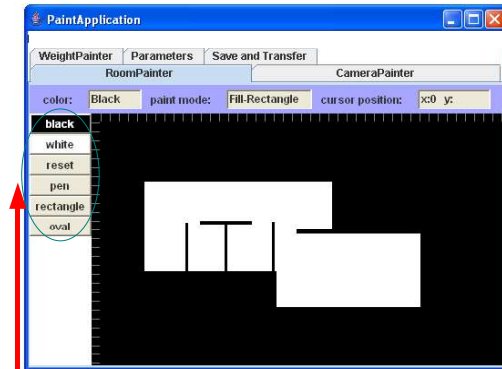 PaintApplication
WeightPainter Parameters Save and Transfer
RoomPainter CameraPainter
color: Black paint mode: Fill-Rectangle cursor position: x:0 y:
black
white
reset
pen
rectangle
oval